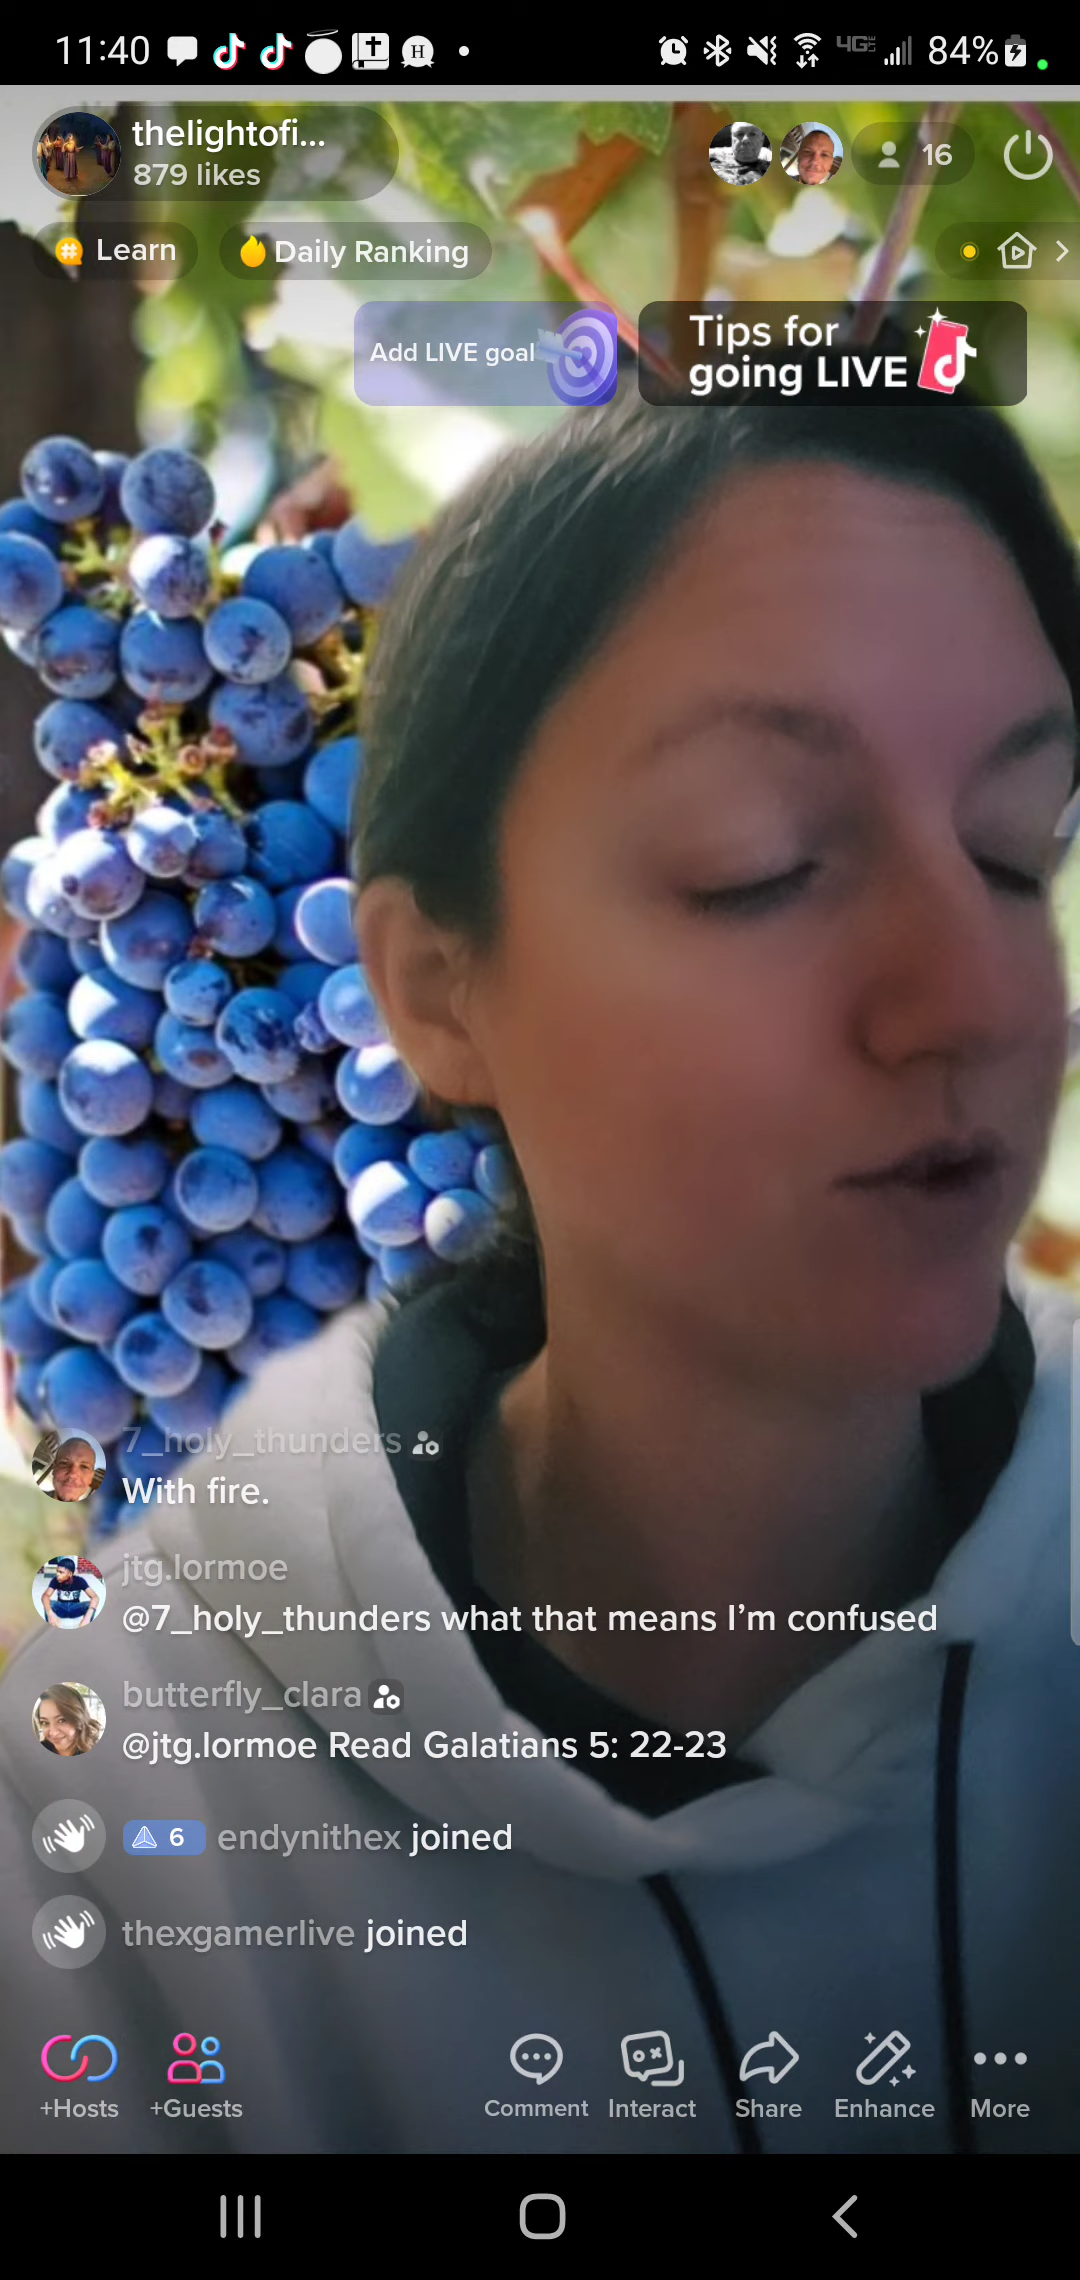 11:40
H
4G LTE
84%
thelightofi...
879 likes
16
Learn
Daily Ranking
Add LIVE goal
Tips for
going LIVE
7_holy_thunders
With fire.
jtg.lormoe
@7_holy_thunders what that means I’m confused
butterfly_clara
@jtg.lormoe Read Galatians 5: 22-23
6 endynithex joined
thexgamerlive joined
+Hosts
+Guests
Comment
Interact
Share
Enhance
More